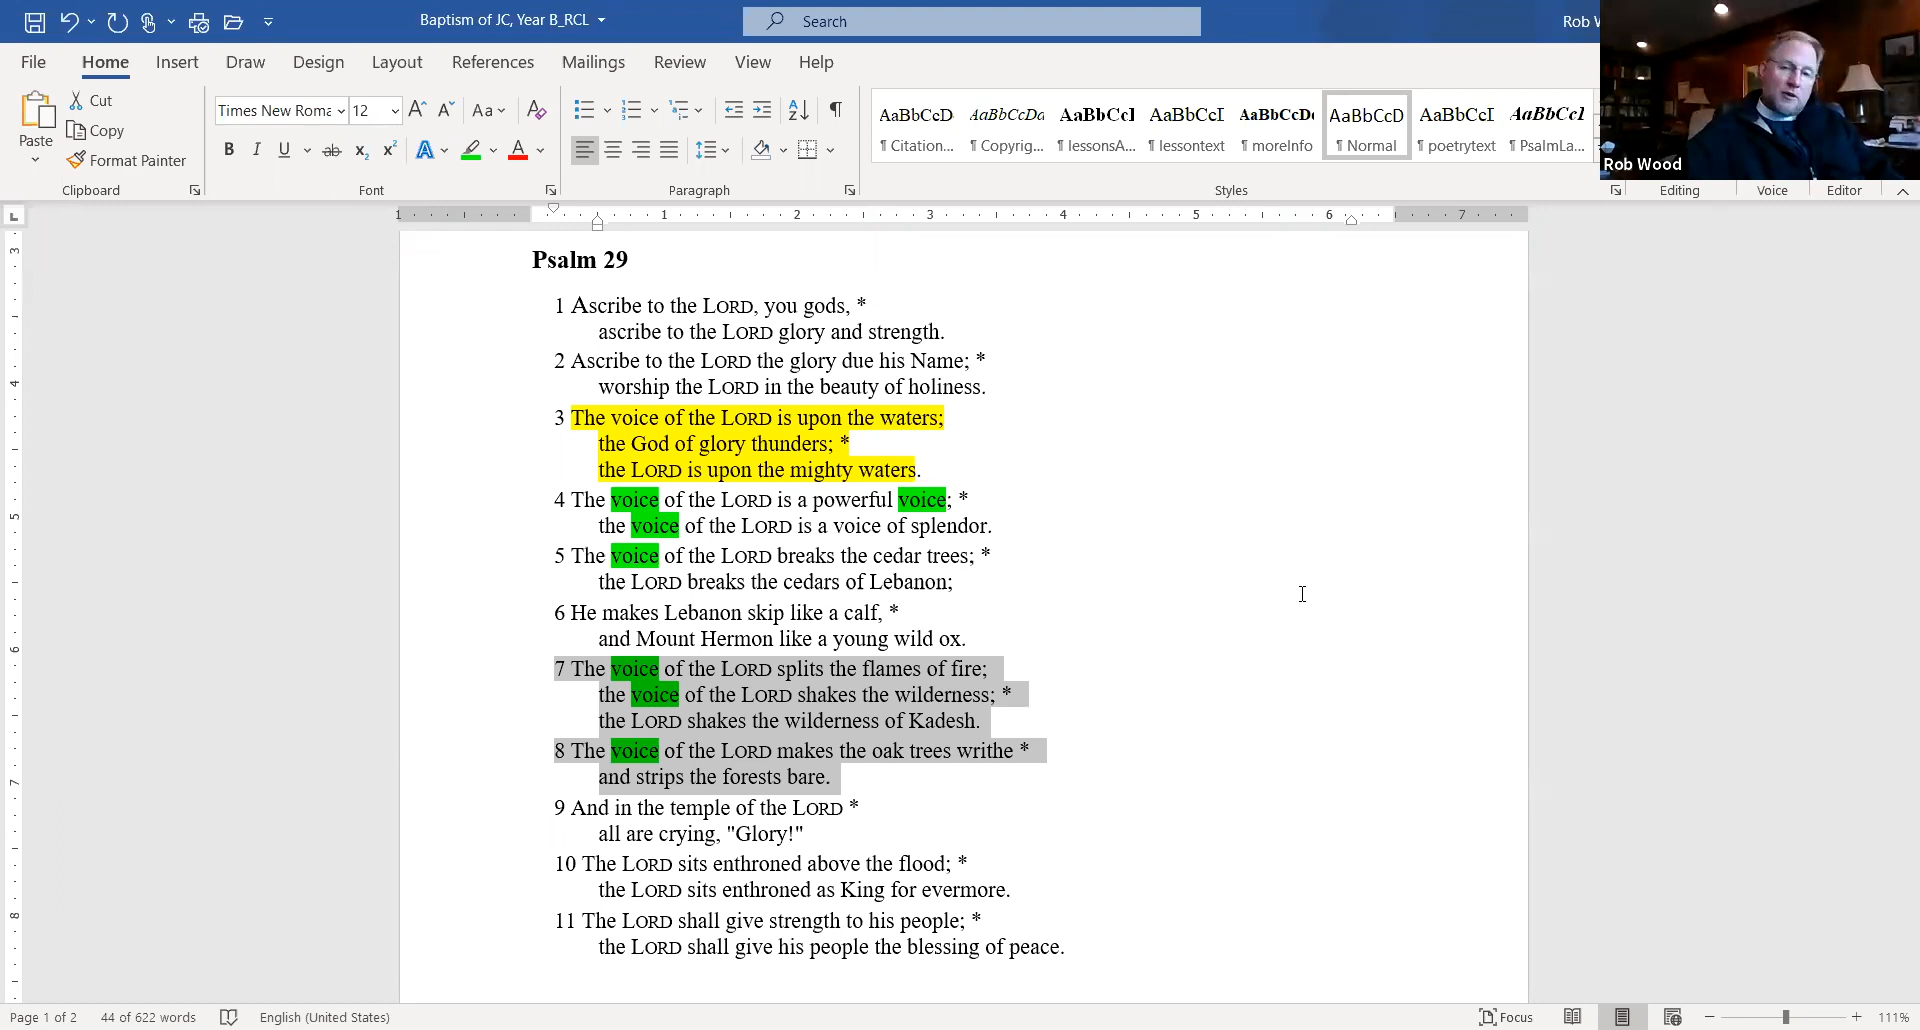 Baptism of JC, Year B_RCL
Search
Rob W
File Home Insert Draw Design Layout References Mailings Review View Help
Paste
Cut
Copy
Format Painter
Times New Roma 12
AaBbCcD AaBbCcDa AaBbCcI AaBbCcI AaBbCcD AaBbCcD AaBbCcI AaBbCcI
¶ Citation... ¶ Copyrig... ¶ lessonsA... ¶ lessontext ¶ moreInfo ¶ Normal ¶ poetrytext ¶ PsalmLa...
Rob Wood
Clipboard Font Paragraph Styles Editing Voice Editor
1 1 2 3 4 5 6 7
Psalm 29
1 Ascribe to the LORD, you gods, *
ascribe to the LORD glory and strength.
2 Ascribe to the LORD the glory due his Name; *
worship the LORD in the beauty of holiness.
3 The voice of the LORD is upon the waters;
the God of glory thunders; *
the LORD is upon the mighty waters.
4 The voice of the LORD is a powerful voice; *
the voice of the LORD is a voice of splendor.
5 The voice of the LORD breaks the cedar trees; *
the LORD breaks the cedars of Lebanon;
6 He makes Lebanon skip like a calf, *
and Mount Hermon like a young wild ox.
7 The voice of the LORD splits the flames of fire;
the voice of the LORD shakes the wilderness; *
the LORD shakes the wilderness of Kadesh.
8 The voice of the LORD makes the oak trees writhe *
and strips the forests bare.
9 And in the temple of the LORD *
all are crying, "Glory!"
10 The LORD sits enthroned above the flood; *
the LORD sits enthroned as King for evermore.
11 The LORD shall give strength to his people; *
the LORD shall give his people the blessing of peace.
Page 1 of 2 44 of 622 words English (United States) Focus 111%